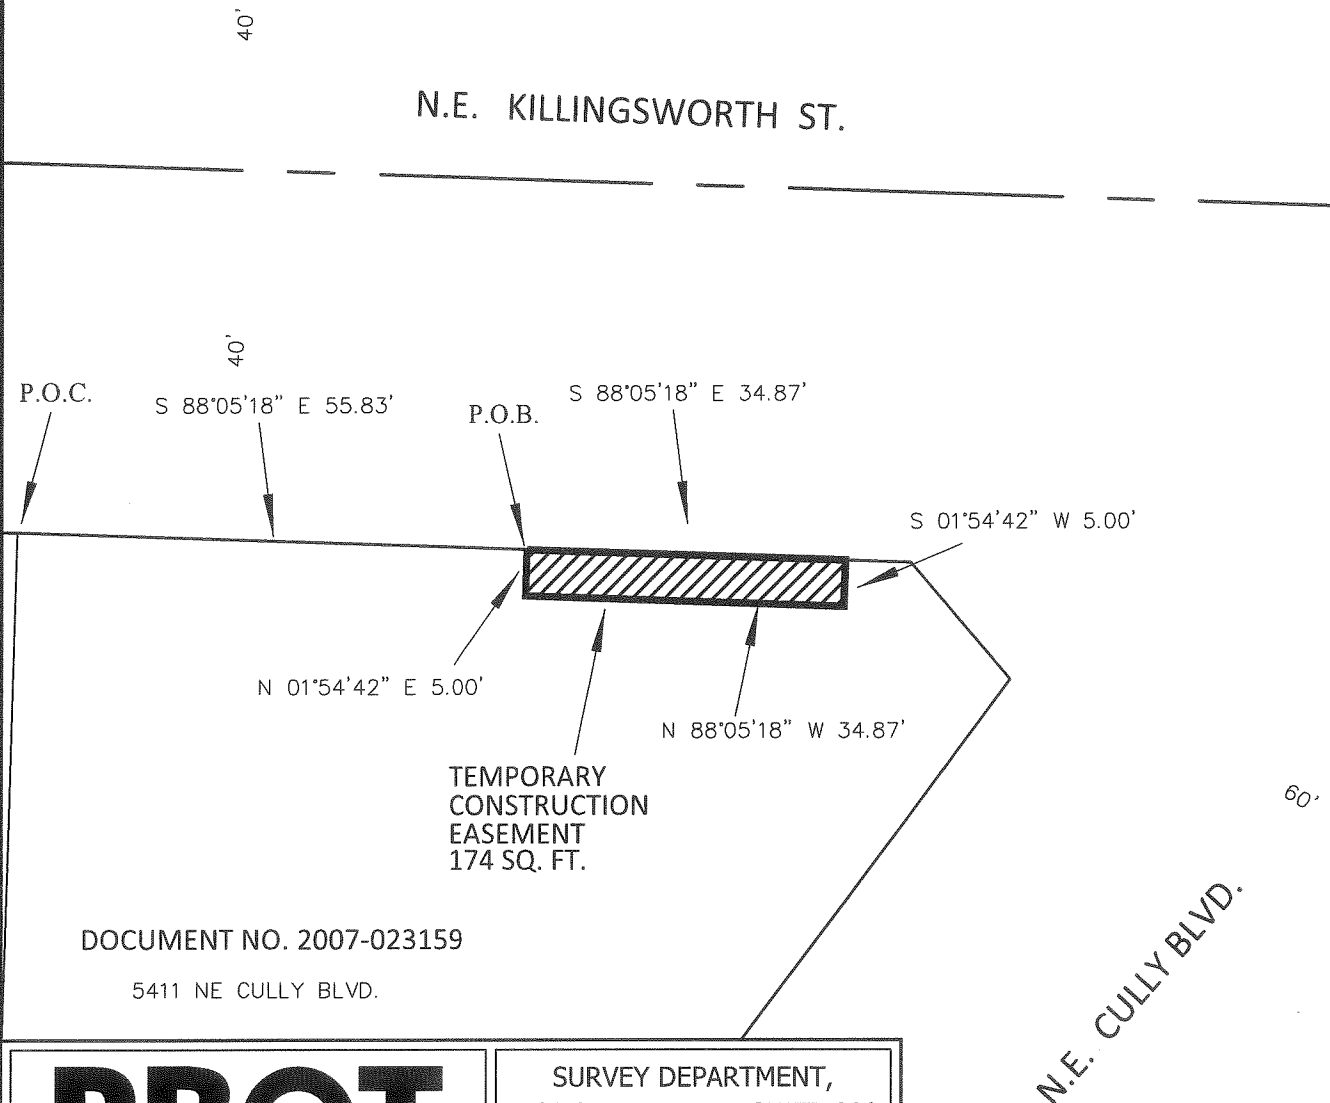 40'
N.E. KILLINGSWORTH ST.
40'
P.O.C.
S 88°05'18" E 55.83'
P.O.B.
S 88°05'18" E 34.87'
S 01°54'42" W 5.00'
N 01°54'42" E 5.00'
N 88°05'18" W 34.87'
TEMPORARY
CONSTRUCTION
EASEMENT
174 SQ. FT.
60'
DOCUMENT NO. 2007-023159
5411 NE CULLY BLVD.
N.E. CULLY BLVD.
PBOT
SURVEY DEPARTMENT,